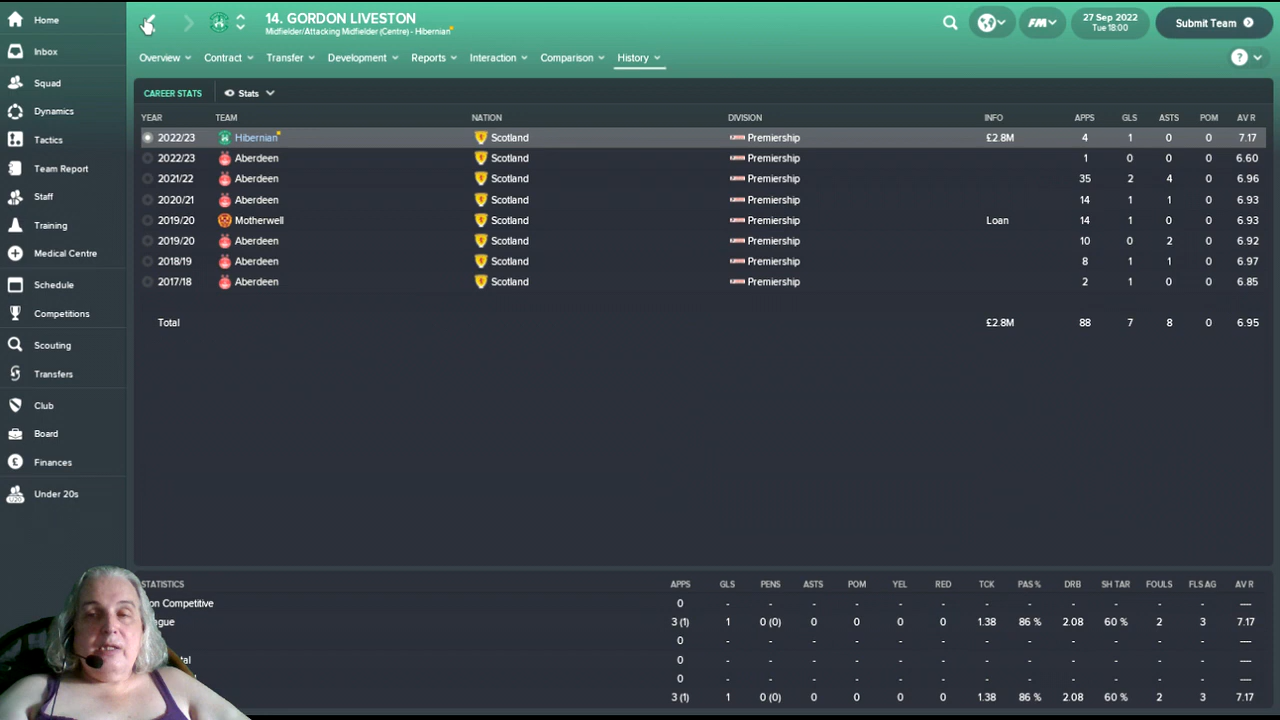 Home
Inbox
Squad
Dynamics
Tactics
Team Report
Staff
Training
Medical Centre
Schedule
Competitions
Scouting
Transfers
Club
Board
Finances
Under 20s
14. GORDON LIVESTON
Midfielder/Attacking Midfielder (Centre) - Hibernian
FM
27 Sep 2022
Tue 18:00
Submit Team
Overview Contract Transfer Development Reports Interaction Comparison History
?
CAREER STATS Stats
YEAR TEAM NATION DIVISION INFO APPS GLS ASTS POM AV R
2022/23 Hibernian Scotland Premiership £2.8M 4 1 0 0 7.17
2022/23 Aberdeen Scotland Premiership 1 0 0 0 6.60
2021/22 Aberdeen Scotland Premiership 35 2 4 0 6.96
2020/21 Aberdeen Scotland Premiership 14 1 1 0 6.93
2019/20 Motherwell Scotland Premiership Loan 14 1 0 0 6.93
2019/20 Aberdeen Scotland Premiership 10 0 2 0 6.92
2018/19 Aberdeen Scotland Premiership 8 1 1 0 6.97
2017/18 Aberdeen Scotland Premiership 2 1 0 0 6.85
Total £2.8M 88 7 8 0 6.95
STATISTICS APPS GLS PENS ASTS POM YEL RED TCK PAS % DRB SH TAR FOULS FLS AG AV R
on Competitive 0 - - - - - - - - - - - - ---
ague 3 (1) 1 0 (0) 0 0 0 0 1.38 86 % 2.08 60 % 2 3 7.17
0 - - - - - - - - - - - - ---
tal 0 - - - - - - - - - - - - ---
0 - - - - - - - - - - - - ---
3 (1) 1 0 (0) 0 0 0 0 1.38 86 % 2.08 60 % 2 3 7.17